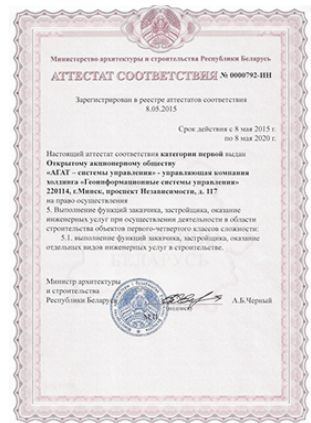 Министерство архитектуры и строительства Республики Беларусь
АТТЕСТАТ СООТВЕТСТВИЯ № 0000792-ИН
Зарегистрирован в реестре аттестатов соответствия
8.05.2015
Срок действия с 8 мая 2015 г.
по 8 мая 2020 г.
Настоящий аттестат соответствия категории первой выдан
Открытому акционерному обществу
«АГАТ – системы управления» - управляющая компания
холдинга «Геоинформационные системы управления»
220114, г.Минск, проспект Независимости, д. 117
на право осуществления
5. Выполнение функций заказчика, застройщика, оказание
инженерных услуг при осуществлении деятельности в области
строительства объектов первого-четвертого классов сложности:
5.1. выполнение функций заказчика, застройщика, оказание
отдельных видов инженерных услуг в строительстве.
Министр архитектуры
и строительства
Республики Беларусь
А.Б.Черный
М.П.